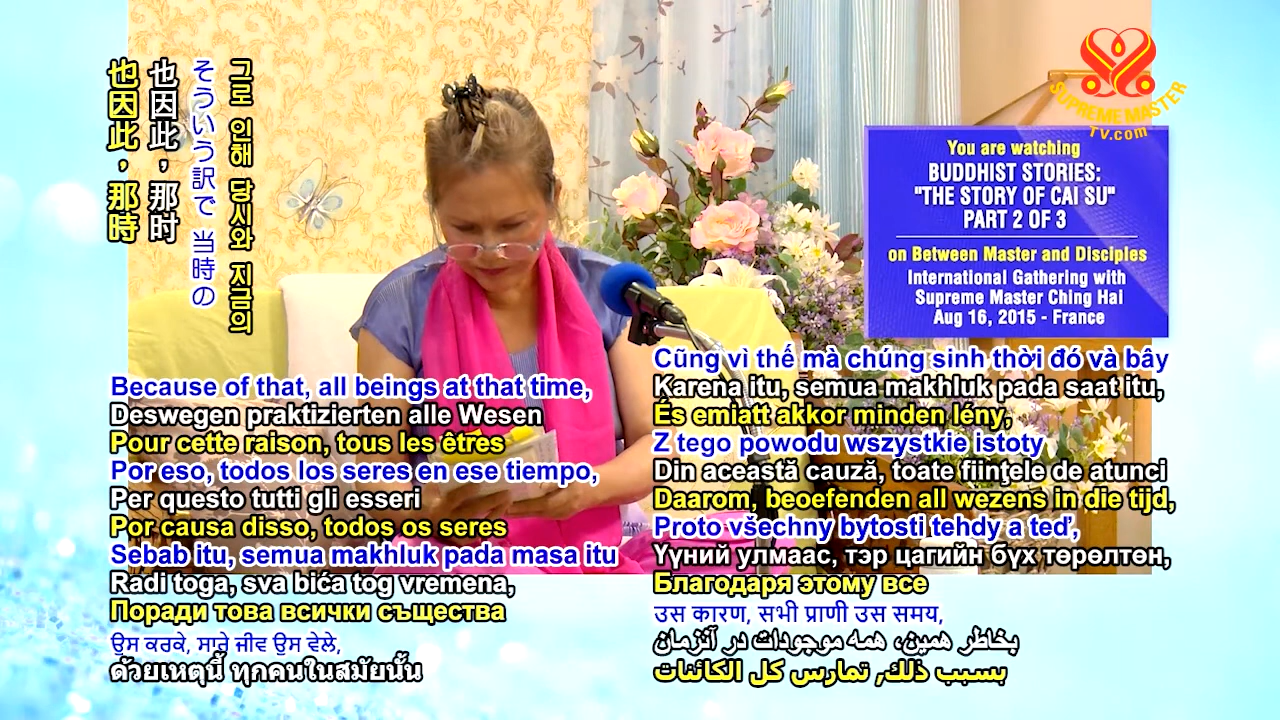 也因此，那時
也因此，那时
そういう訳で 当時の
그로 인해 당시와 지금의
SUPREME MASTER
TV.com
You are watching
BUDDHIST STORIES:
"THE STORY OF CAI SU"
PART 2 OF 3
on Between Master and Disciples
International Gathering with
Supreme Master Ching Hai
Aug 16, 2015 - France
Because of that, all beings at that time,
Deswegen praktizierten alle Wesen
Pour cette raison, tous les êtres
Por eso, todos los seres en ese tiempo,
Per questo tutti gli esseri
Por causa disso, todos os seres
Sebab itu, semua makhluk pada masa itu
Radi toga, sva bića tog vremena,
Поради това всички същества
ਉਸ ਕਰਕੇ, ਸਾਰੇ ਜੀਵ ਉਸ ਵੇਲੇ,
ด้วยเหตุนี้ ทุกคนในสมัยนั้น
Cũng vì thế mà chúng sinh thời đó và bây
Karena itu, semua makhluk pada saat itu,
És emiatt akkor minden lény,
Z tego powodu wszystkie istoty
Din această cauză, toate fiinţele de atunci
Daarom, beoefenden all wezens in die tijd,
Proto všechny bytosti tehdy a teď,
Үүний улмаас, тэр цагийн бүх төрөлтөн,
Благодаря этому все
उस कारण, सभी प्राणी उस समय,
بخاطر همین، همه موجودات در آنزمان
بسبب ذلك, تمارس كل الكائنات